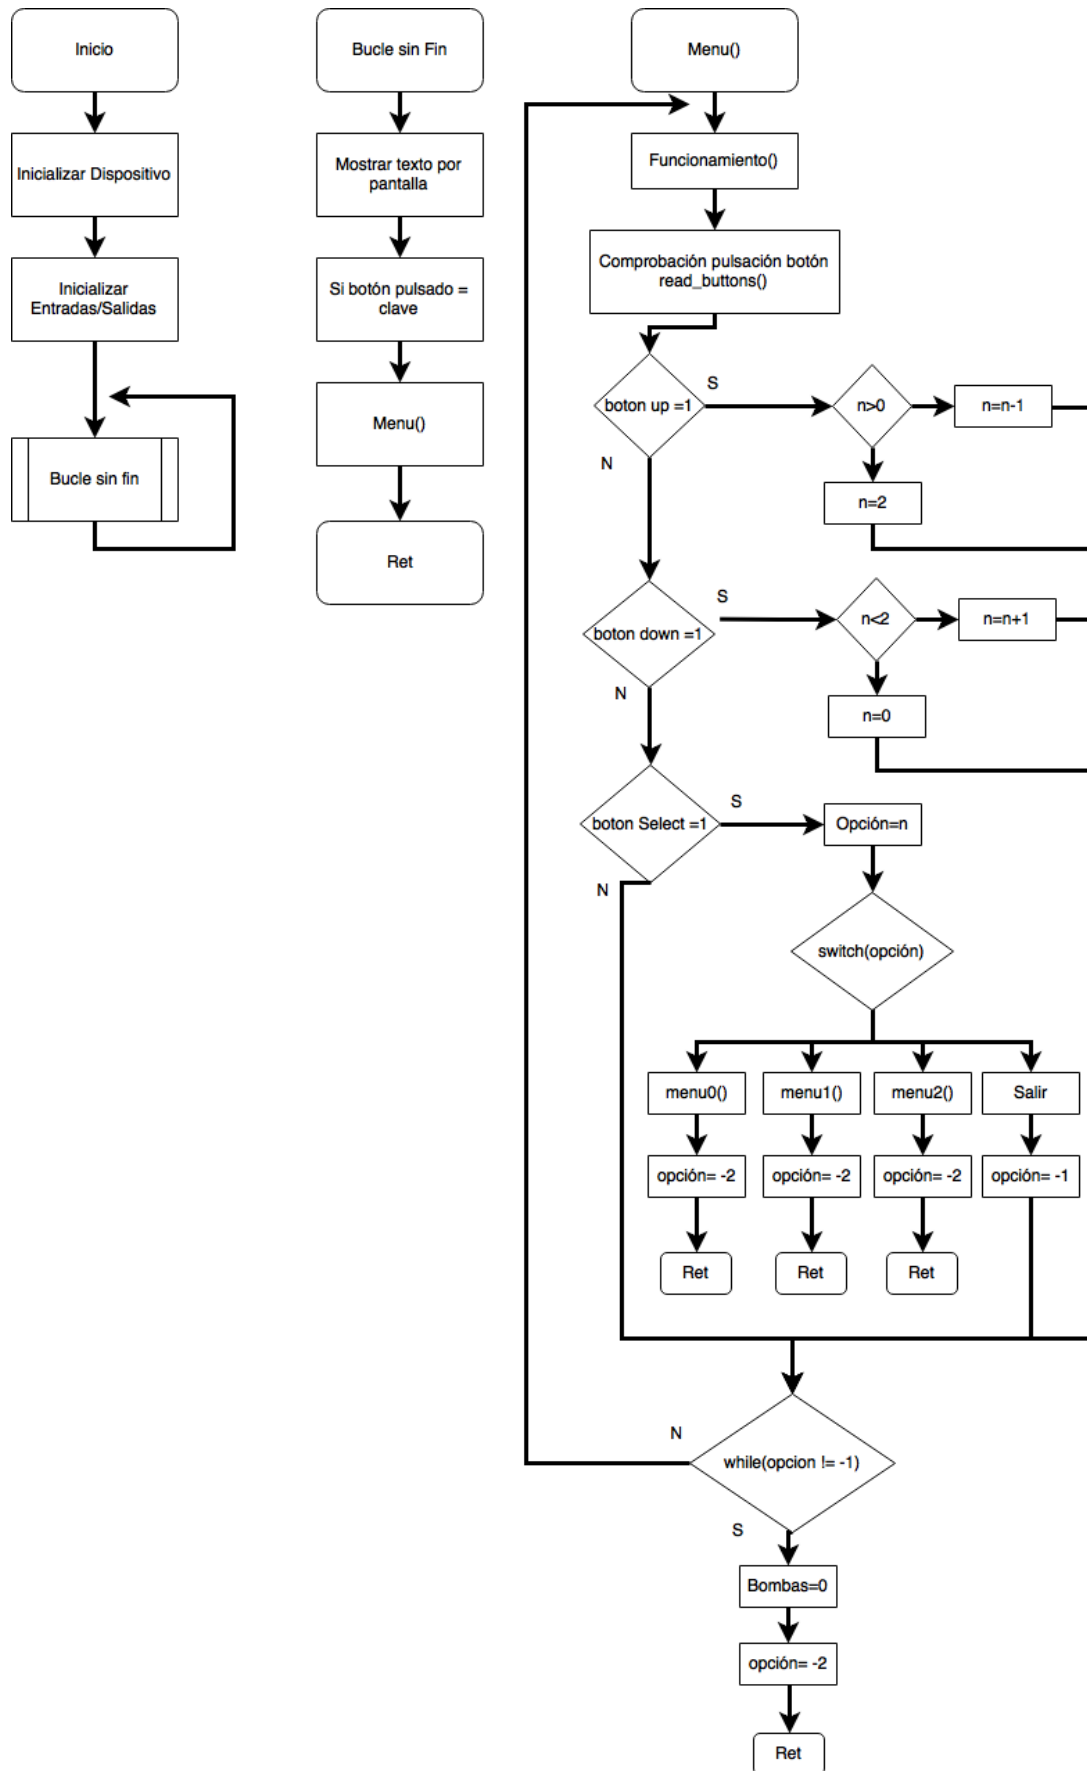 Inicio
Inicializar Dispositivo
Inicializar
Entradas/Salidas
Bucle sin fin
Bucle sin Fin
Mostrar texto por
pantalla
Si botón pulsado =
clave
Menu()
Ret
Menu()
Funcionamiento()
Comprobación pulsación botón
read_buttons()
boton up =1
S
N
n>0
n=n-1
n=2
boton down =1
S
N
n<2
n=n+1
n=0
boton Select =1
S
N
Opción=n
switch(opción)
menu0()
menu1()
menu2()
Salir
opción= -2
opción= -2
opción= -2
opción= -1
Ret
Ret
Ret
while(opcion != -1)
N
S
Bombas=0
opción= -2
Ret